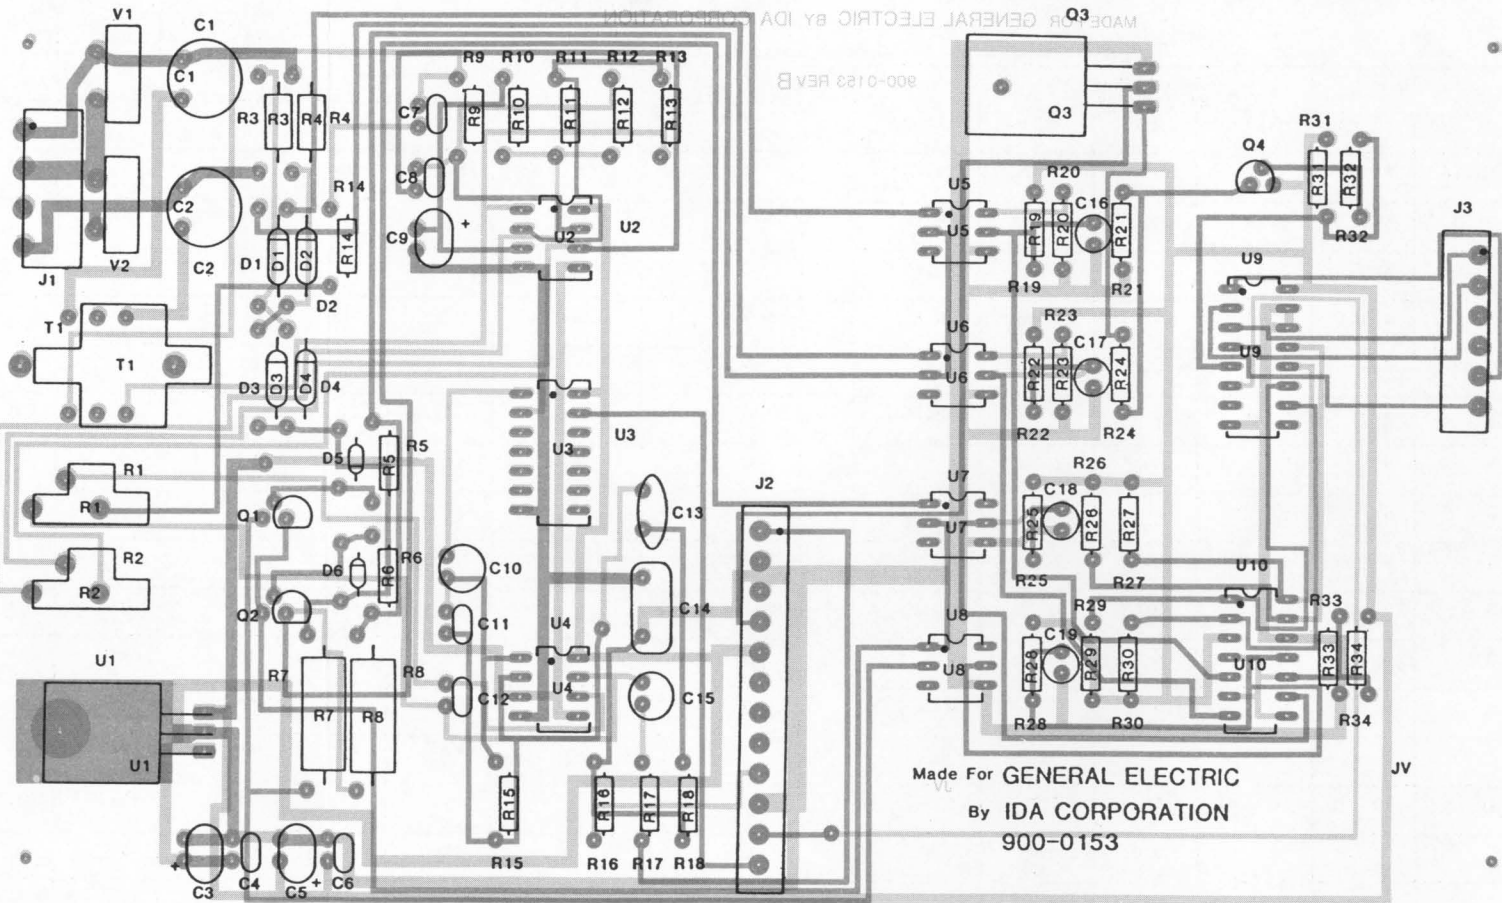 MADE FOR GENERAL ELECTRIC BY IDA CORPORATION
900-0153 REV B
V1 C1 Q3
R9 R10 R11 R12 R13
C1
R3 R3 R4 R4
C7 R9 R10 R11 R12 R13
Q3
R31
Q4
R31 R32
C8
R14
C2
U5 R20
C16
J3
C9 + U2 U2
U5 R19 R20 R21
R14
R32
J1 V2 C2 D1 D1 D2
R19 R21
U9
D2
T1
T1
U6 R23
C17
U9
D3 D3 D4 D4
U6 R22 R23 R24
R22 R24
U3 U3
R5
D5 R5
R1
R1
R26
J2 U7
C18
Q1
C13
U7 R25 R26 R27
R2
R2
D6 R6 R6
C10
R25 R27 U10
Q2
C11 U4 C14
U8 R29
C19
R33
U1
R7 R8
C12 U4 C15
U8 R28 R29 R30
U10 R33 R34
R7 R8
R28 R30 R34
U1
Made For GENERAL ELECTRIC
JV
JV
By IDA CORPORATION
900-0153
R15 R16 R17 R18
R15 R16 R17 R18
+ C3 C4 C5 + C6